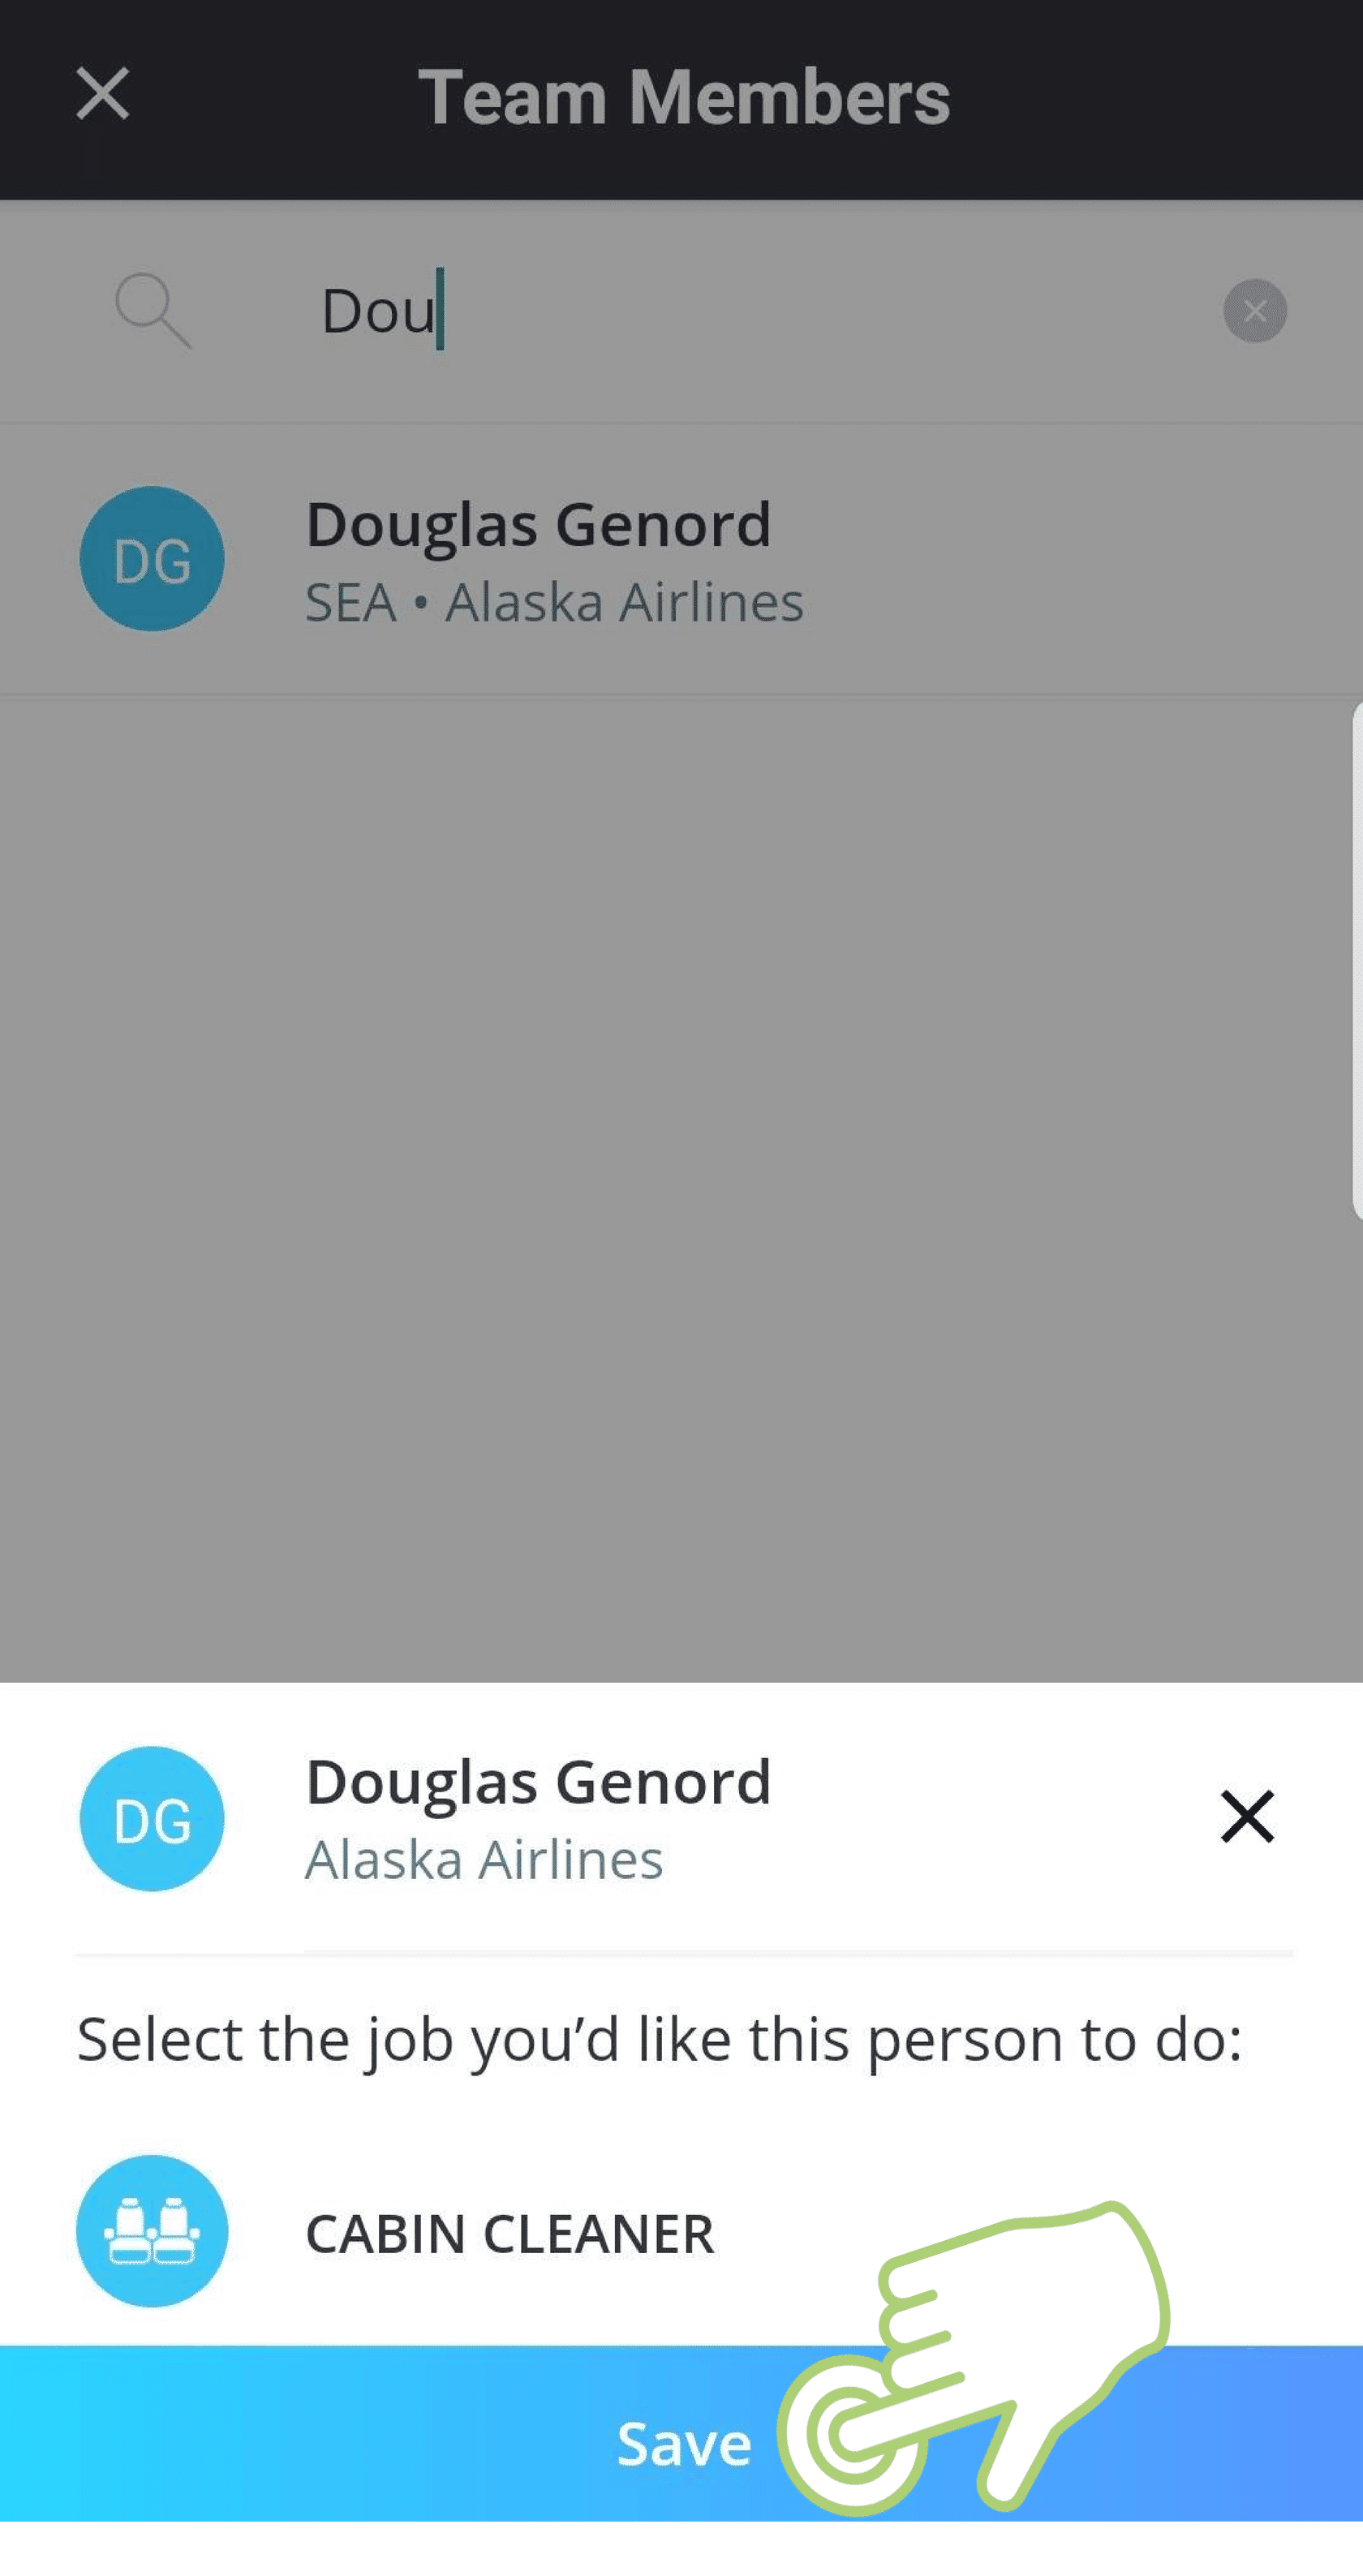 Team Members
Dou
DG
Douglas Genord
SEA • Alaska Airlines
DG
Douglas Genord
Alaska Airlines
Select the job you’d like this person to do:
CABIN CLEANER
Save